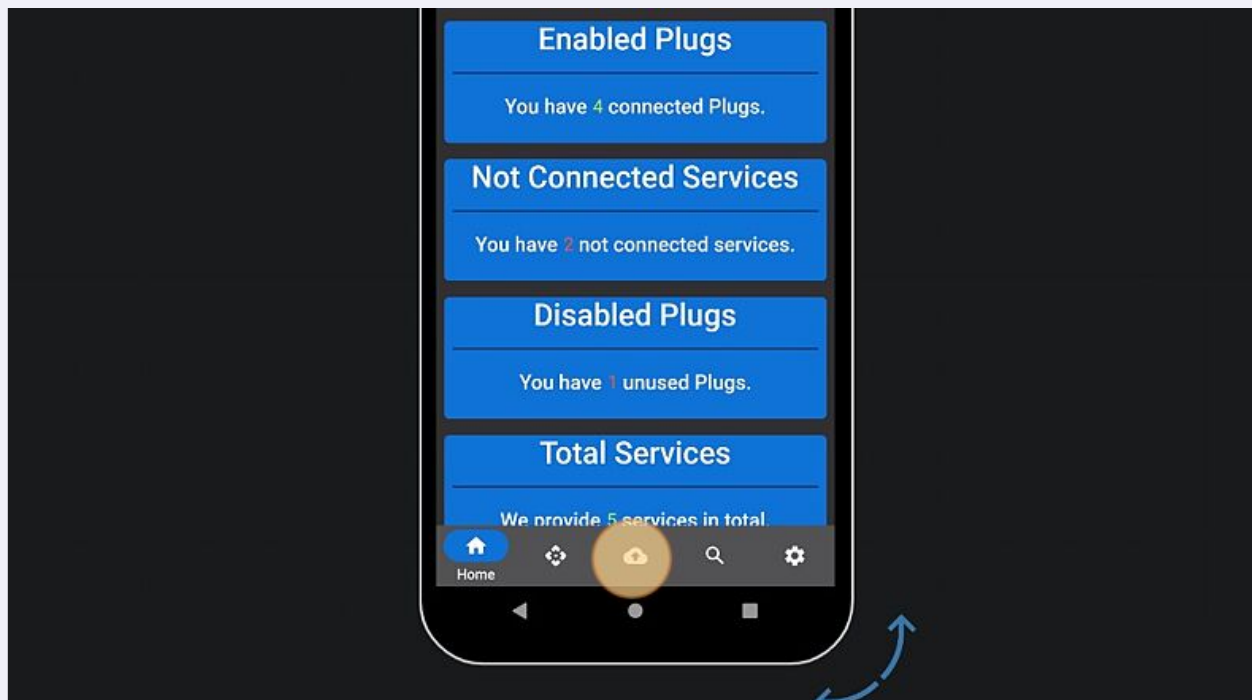 Enabled Plugs
You have 4 connected Plugs.
Not Connected Services
You have 2 not connected services.
Disabled Plugs
You have 1 unused Plugs.
Total Services
We provide 5 services in total.
Home